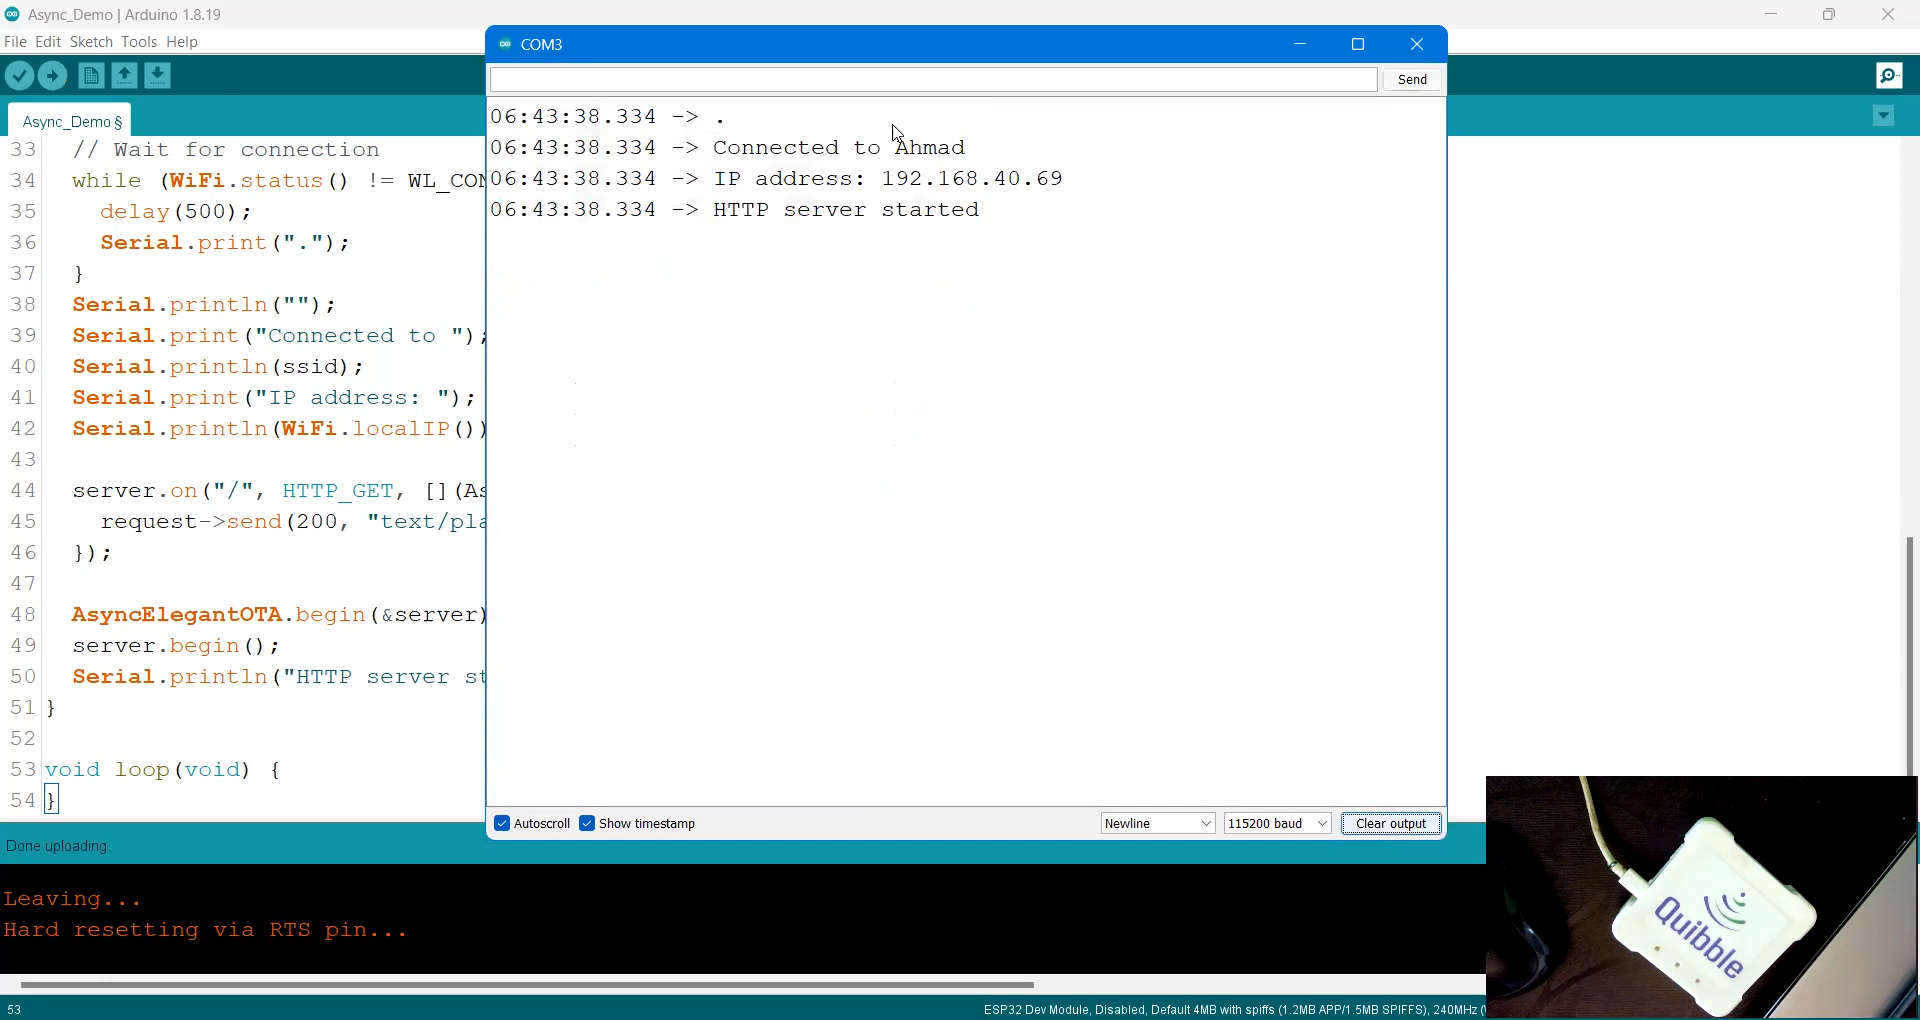 Async_Demo | Arduino 1.8.19
File Edit Sketch Tools Help
Async_Demo §
33 // Wait for connection
34 while (WiFi.status() != WL_CON
35 delay(500);
36 Serial.print(".");
37 }
38 Serial.println("");
39 Serial.print("Connected to ");
40 Serial.println(ssid);
41 Serial.print("IP address: ");
42 Serial.println(WiFi.localIP())
43
44 server.on("/", HTTP_GET, [](As
45 request->send(200, "text/pla
46 });
47
48 AsyncElegantOTA.begin(&server)
49 server.begin();
50 Serial.println("HTTP server st
51 }
52
53 void loop(void) {
54 }
COM3
Send
06:43:38.334 -> .
06:43:38.334 -> Connected to Ahmad
06:43:38.334 -> IP address: 192.168.40.69
06:43:38.334 -> HTTP server started
Autoscroll Show timestamp Newline 115200 baud Clear output
Done uploading.
Leaving...
Hard resetting via RTS pin...
53
ESP32 Dev Module, Disabled, Default 4MB with spiffs (1.2MB APP/1.5MB SPIFFS), 240MHz (
Quibble